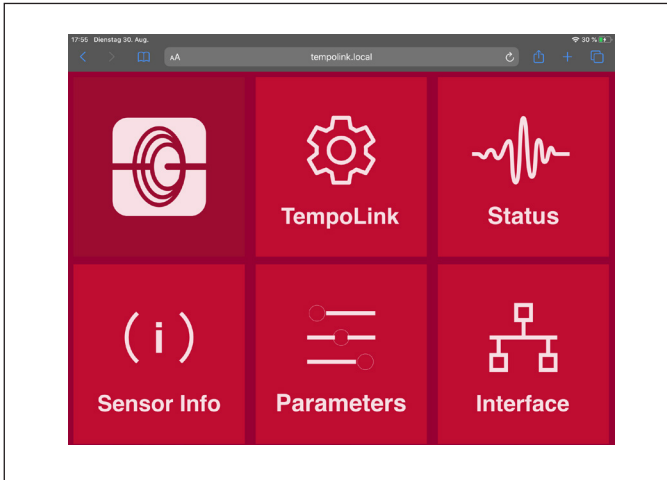 17:55 Dienstag 30. Aug.
30 %
AA
tempolink.local
TempoLink
Status
( i )
Sensor Info
Parameters
Interface